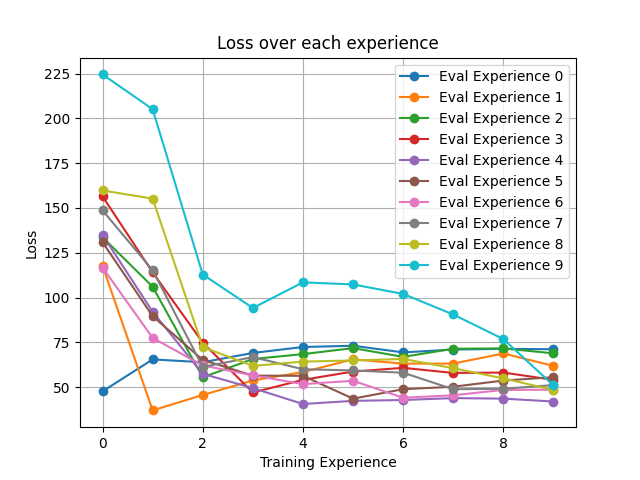 Loss over each experience
225
200
175
150
125
100
75
50
Loss
0
2
4
6
8
Training Experience
Eval Experience 0
Eval Experience 1
Eval Experience 2
Eval Experience 3
Eval Experience 4
Eval Experience 5
Eval Experience 6
Eval Experience 7
Eval Experience 8
Eval Experience 9